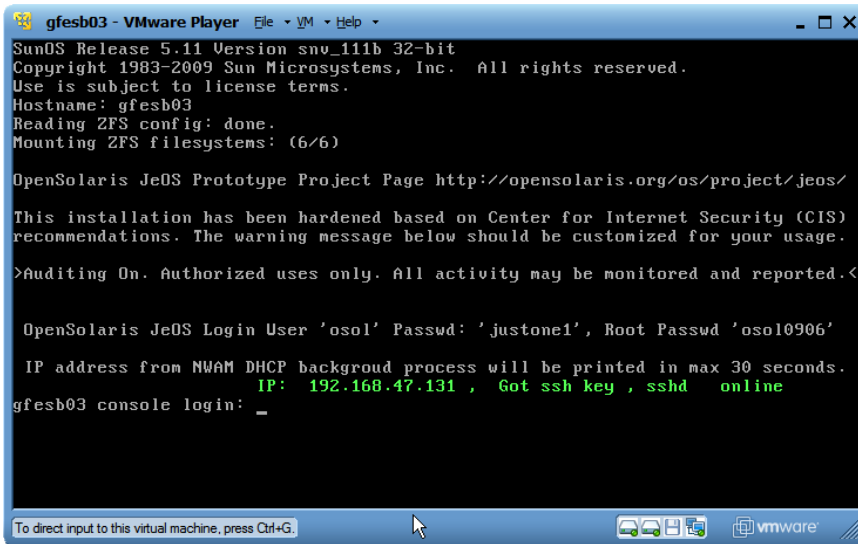 gfesb03 - VMware Player File VM Help
SunOS Release 5.11 Version snv_111b 32-bit
Copyright 1983-2009 Sun Microsystems, Inc.  All rights reserved.
Use is subject to license terms.
Hostname: gfesb03
Reading ZFS config: done.
Mounting ZFS filesystems: (6/6)
OpenSolaris JeOS Prototype Project Page http://opensolaris.org/os/project/jeos/
This installation has been hardened based on Center for Internet Security (CIS)
recommendations. The warning message below should be customized for your usage.
>Auditing On. Authorized uses only. All activity may be monitored and reported.<
OpenSolaris JeOS Login User 'osol' Passwd: 'justone1', Root Passwd 'osol0906'
IP address from NWAM DHCP backgroud process will be printed in max 30 seconds.
IP:  192.168.47.131 ,  Got ssh key , sshd   online
gfesb03 console login: _
To direct input to this virtual machine, press Ctrl+G.
vmware